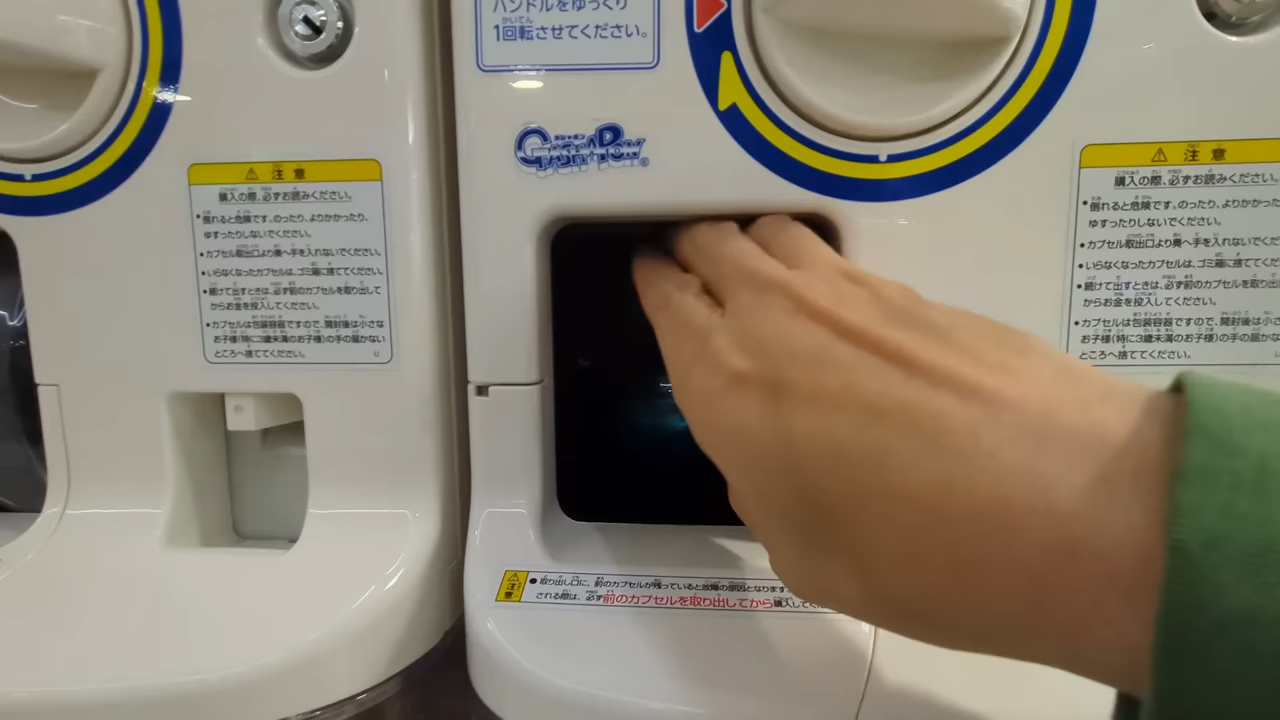 ハンドルをゆっくり
1回転させてください。
GASHAPON
注意
購入の際、必ずお読みください。
・倒れると危険です。のったり、よりかかったり、
ゆすったりしないでください。
・カプセル取出口より奥へ手を入れないでください。
・いらなくなったカプセルは、ゴミ箱に捨ててください。
・続けて出すときは、必ず前のカプセルを取り出して
からお金を投入してください。
・カプセルは包装容器ですので、開封後は小さな
お子様(特に3歳未満のお子様)の手の届かない
ところへ捨ててください。
注意
購入の際、必ずお読みください。
・倒れると危険です。のったり、よりかかった
ゆすったりしないでください。
・カプセル取出口より奥へ手を入れないでくだ
・いらなくなったカプセルは、ゴミ箱に捨ててくだ
・続けて出すときは、必ず前のカプセルを取り出
からお金を投入してください。
・カプセルは包装容器ですので、開封後は小さ
お子様(特に3歳未満のお子様)の手の届かな
ところへ捨ててください。
注意
●取り出し口に、前のカプセルが残っていると故障の原因となります。
される際は、必ず前のカプセルを取り出してから購入してく